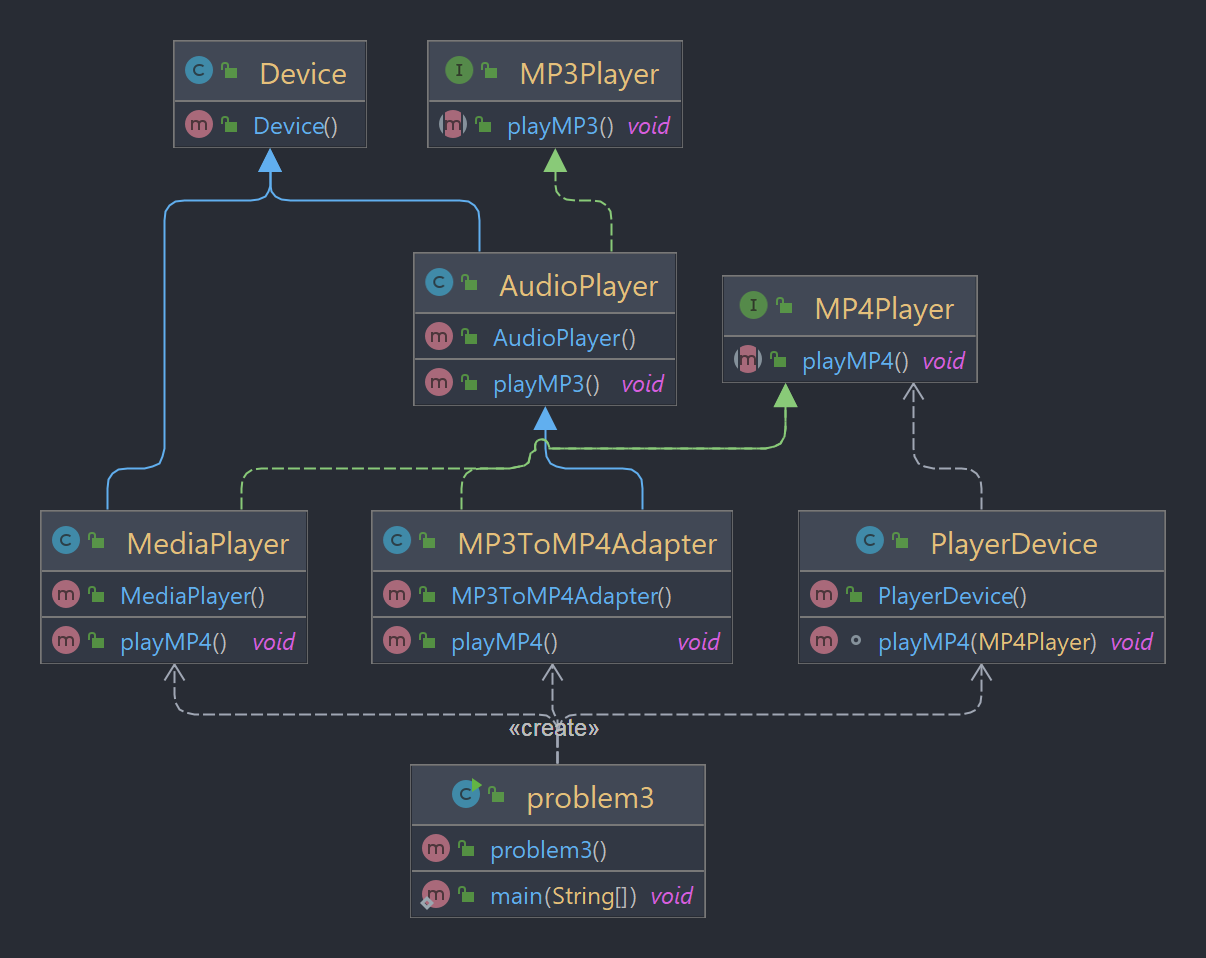 Device
Device()
MP3Player
playMP3() void
AudioPlayer
AudioPlayer()
playMP3() void
MP4Player
playMP4() void
MediaPlayer
MediaPlayer()
playMP4() void
MP3ToMP4Adapter
MP3ToMP4Adapter()
playMP4() void
PlayerDevice
PlayerDevice()
playMP4(MP4Player) void
«create»
problem3
problem3()
main(String[]) void